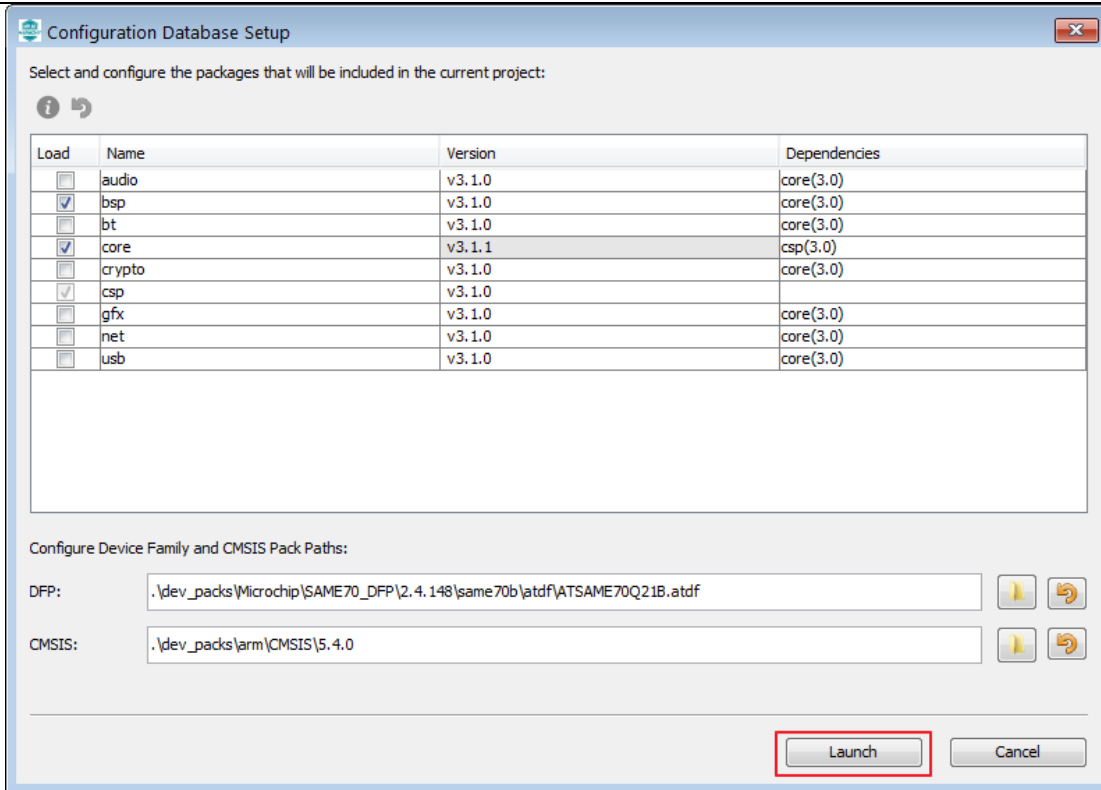 Configuration Database Setup
Select and configure the packages that will be included in the current project:
Load Name Version Dependencies
audio v3.1.0 core(3.0)
bsp v3.1.0 core(3.0)
bt v3.1.0 core(3.0)
core v3.1.1 csp(3.0)
crypto v3.1.0 core(3.0)
csp v3.1.0
gfx v3.1.0 core(3.0)
net v3.1.0 core(3.0)
usb v3.1.0 core(3.0)
Configure Device Family and CMSIS Pack Paths:
DFP: .\dev_packs\Microchip\SAME70_DFP\2.4.148\same70b\atdf\ATSAME70Q21B.atdf
CMSIS: .\dev_packs\arm\CMSIS\5.4.0
Launch Cancel